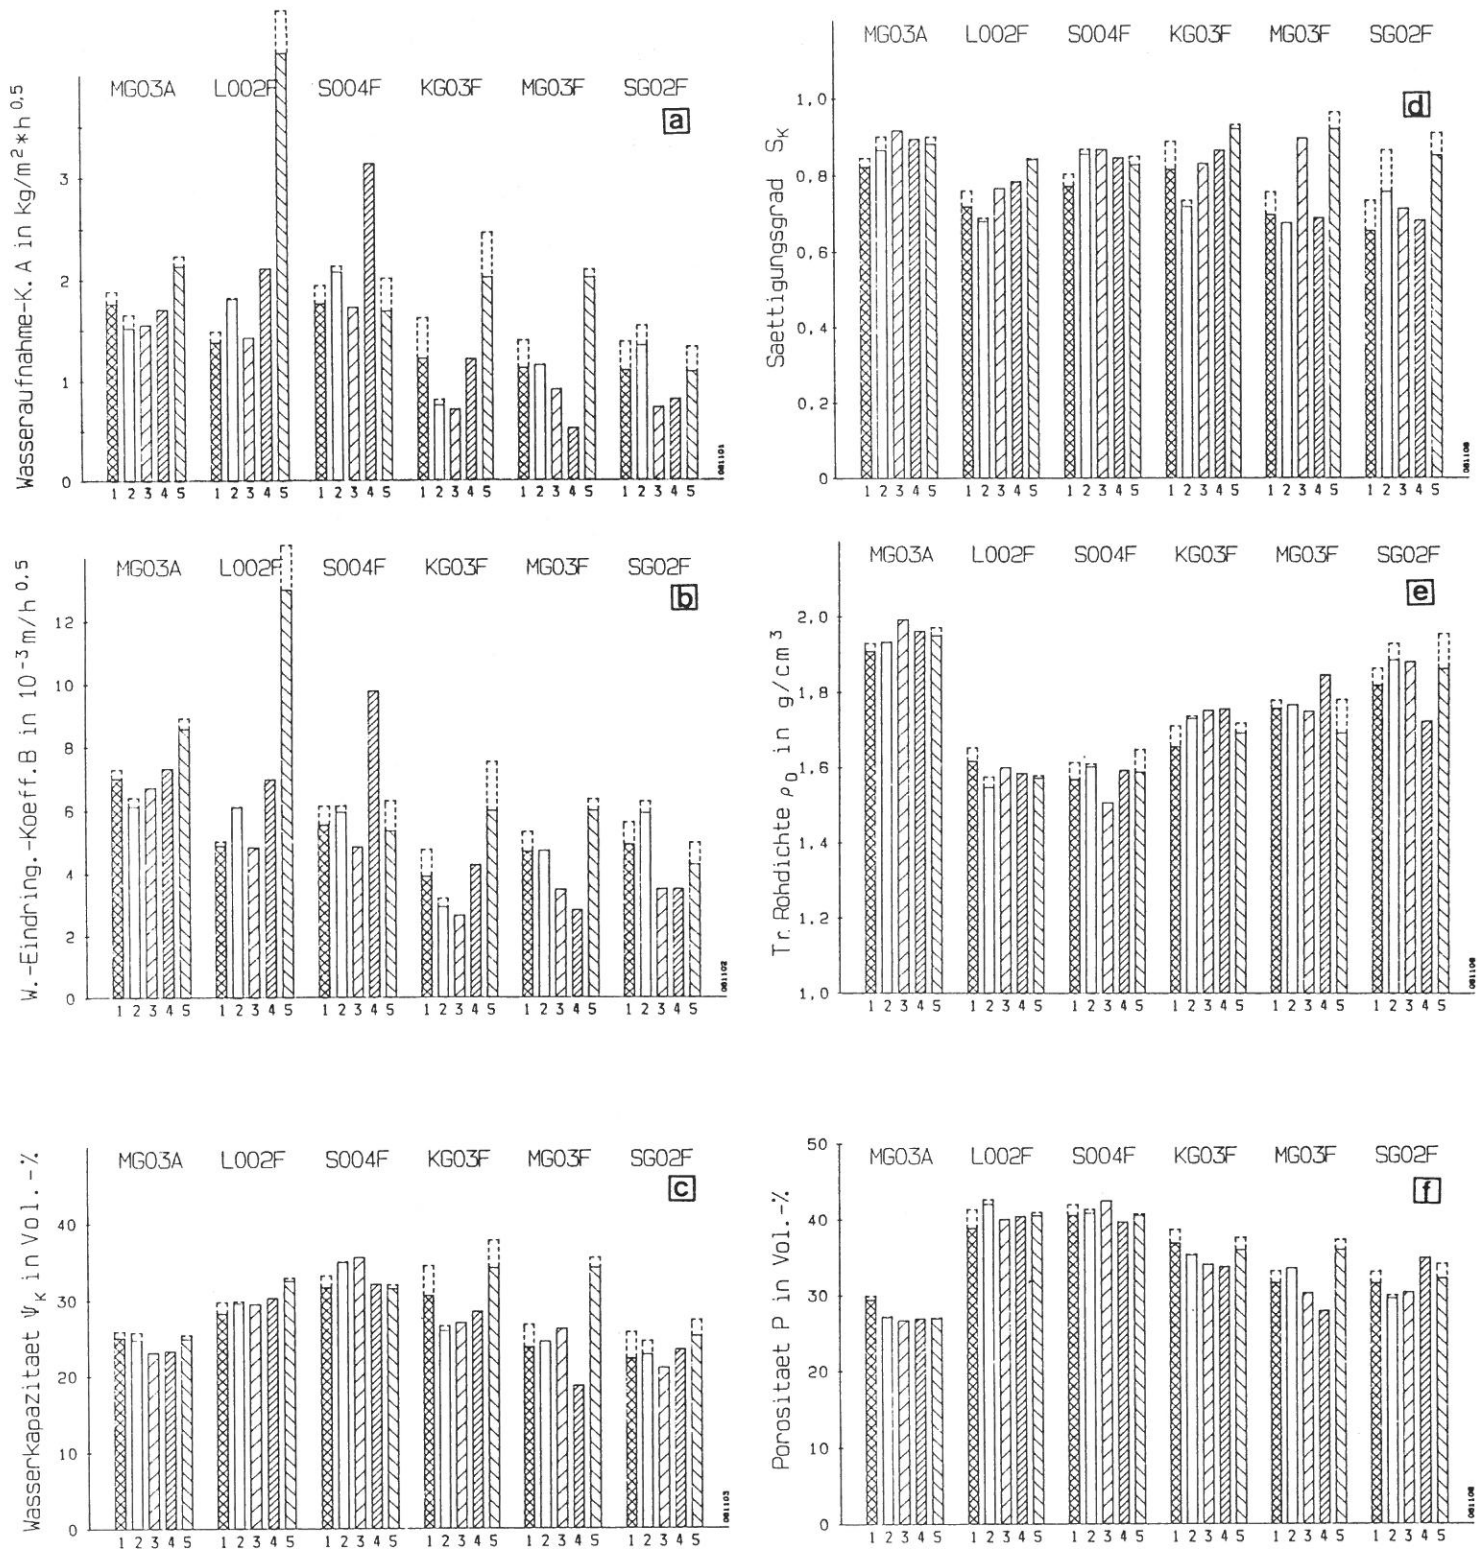 Wasseraufnahme-K. A in kg/m² * h 0.5
MG03A L002F S004F KG03F MG03F SG02F
a
3
2
1
0
1 2 3 4 5 1 2 3 4 5 1 2 3 4 5 1 2 3 4 5 1 2 3 4 5 1 2 3 4 5
081101
W.-Eindring.-Koeff.B in 10⁻³m/h 0.5
MG03A L002F S004F KG03F MG03F SG02F
b
12
10
8
6
4
2
0
1 2 3 4 5 1 2 3 4 5 1 2 3 4 5 1 2 3 4 5 1 2 3 4 5 1 2 3 4 5
081102
Wasserkapazitaet Ψ_K in Vol.-%
MG03A L002F S004F KG03F MG03F SG02F
c
40
30
20
10
0
1 2 3 4 5 1 2 3 4 5 1 2 3 4 5 1 2 3 4 5 1 2 3 4 5 1 2 3 4 5
081103
Saettigungsgrad S_K
MG03A L002F S004F KG03F MG03F SG02F
d
1,0
0,8
0,6
0,4
0,2
0
1 2 3 4 5 1 2 3 4 5 1 2 3 4 5 1 2 3 4 5 1 2 3 4 5 1 2 3 4 5
Tr. Rohdichte ρ_0 in g/cm³
MG03A L002F S004F KG03F MG03F SG02F
e
2,0
1,8
1,6
1,4
1,2
1,0
1 2 3 4 5 1 2 3 4 5 1 2 3 4 5 1 2 3 4 5 1 2 3 4 5 1 2 3 4 5
Porositaet P in Vol.-%
MG03A L002F S004F KG03F MG03F SG02F
f
50
40
30
20
10
0
1 2 3 4 5 1 2 3 4 5 1 2 3 4 5 1 2 3 4 5 1 2 3 4 5 1 2 3 4 5